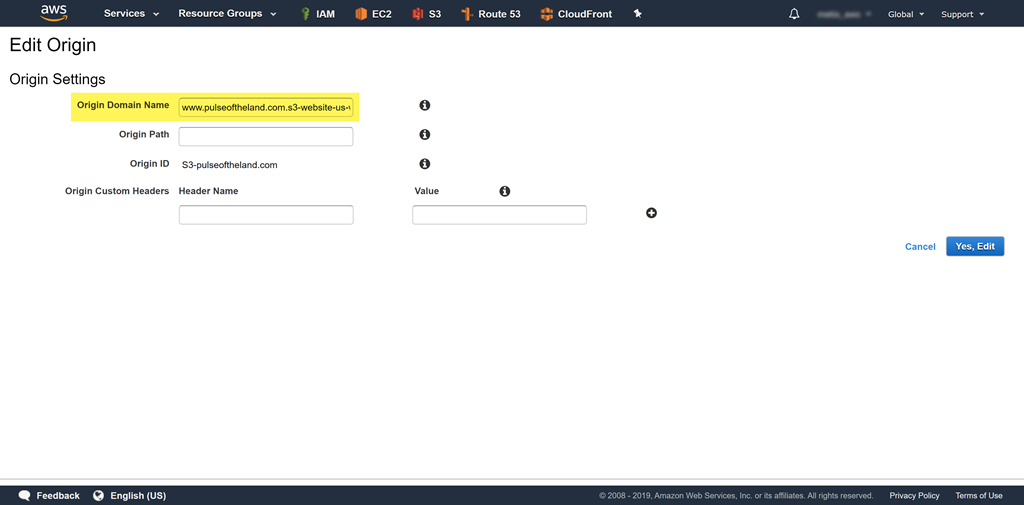 aws Services Resource Groups IAM EC2 S3 Route 53 CloudFront Global Support
Edit Origin
Origin Settings
Origin Domain Name www.pulseoftheland.com.s3-website-us-
Origin Path
Origin ID S3-pulseoftheland.com
Origin Custom Headers Header Name Value
Cancel Yes, Edit
Feedback English (US) © 2008 - 2019, Amazon Web Services, Inc. or its affiliates. All rights reserved. Privacy Policy Terms of Use